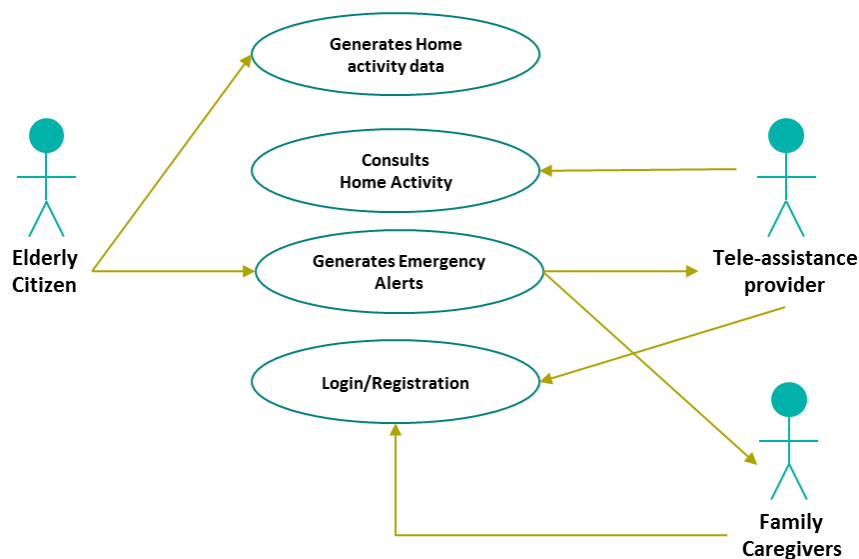 Generates Home
activity data
Consults
Home Activity
Elderly
Citizen
Generates Emergency
Alerts
Tele-assistance
provider
Login/Registration
Family
Caregivers